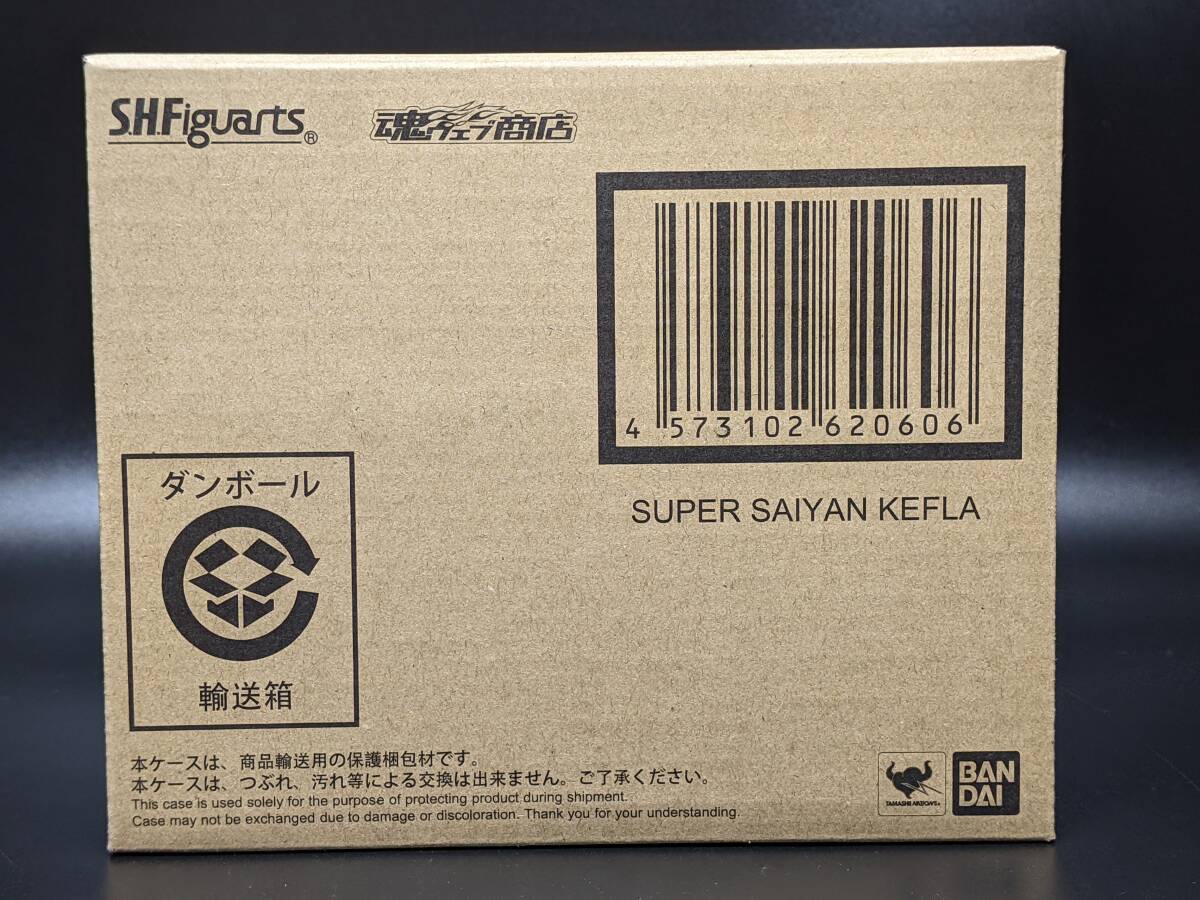 S.H.Figuarts®
魂ウェブ商店
4 573102 620606
SUPER SAIYAN KEFLA
ダンボール
輸送箱
本ケースは、商品輸送用の保護梱包材です。
本ケースは、つぶれ、汚れ等による交換は出来ません。ご了承ください。
This case is used solely for the purpose of protecting product during shipment.
Case may not be exchanged due to damage or discoloration. Thank you for your understanding.
TAMASHII NATIONS®
BAN
DAI